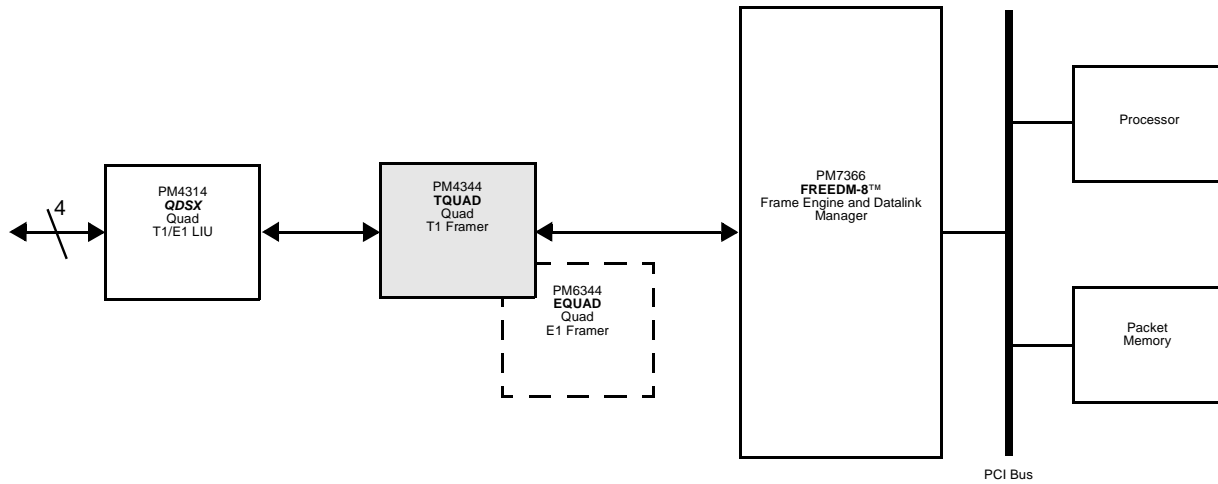 4
PM4314
QDSX
Quad
T1/E1 LIU
PM4344
TQUAD
Quad
T1 Framer
PM6344
EQUAD
Quad
E1 Framer
PM7366
FREEDM-8™
Frame Engine and Datalink
Manager
Processor
Packet
Memory
PCI Bus